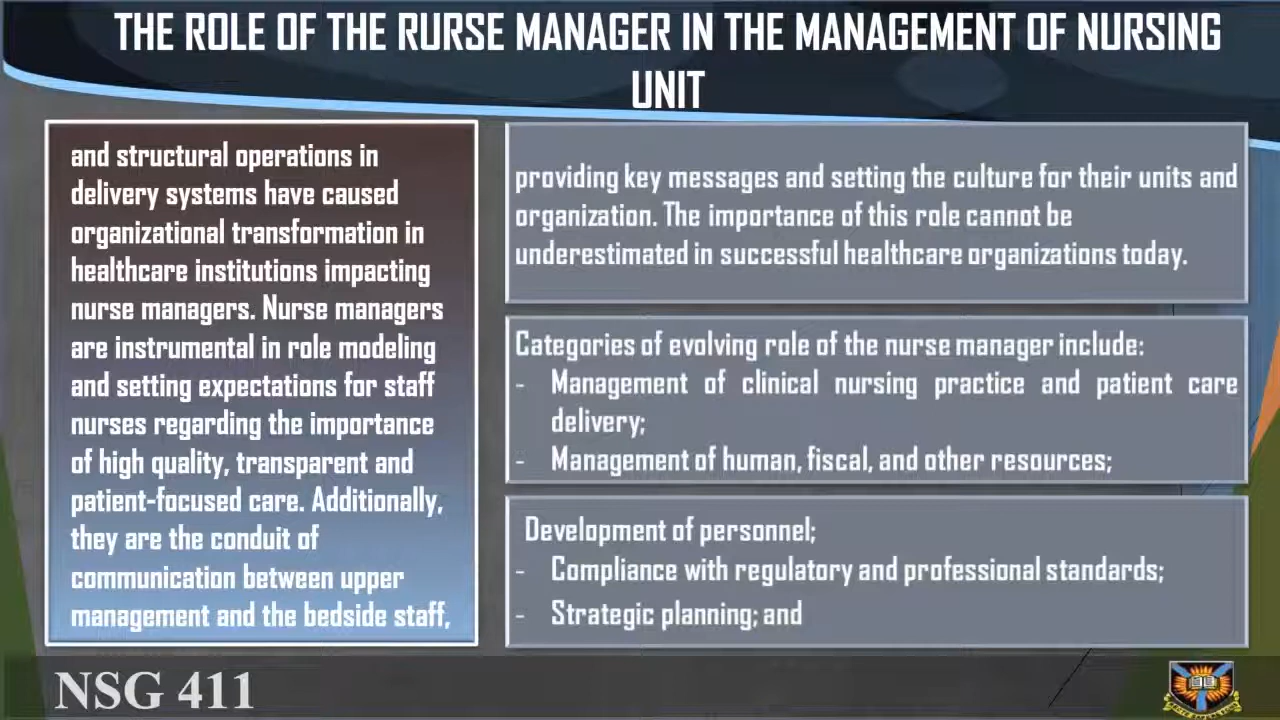 THE ROLE OF THE RURSE MANAGER IN THE MANAGEMENT OF NURSING
UNIT
and structural operations in
delivery systems have caused
organizational transformation in
healthcare institutions impacting
nurse managers. Nurse managers
are instrumental in role modeling
and setting expectations for staff
nurses regarding the importance
of high quality, transparent and
patient-focused care. Additionally,
they are the conduit of
communication between upper
management and the bedside staff,
providing key messages and setting the culture for their units and
organization. The importance of this role cannot be
underestimated in successful healthcare organizations today.
Categories of evolving role of the nurse manager include:
- Management of clinical nursing practice and patient care
delivery;
- Management of human, fiscal, and other resources;
Development of personnel;
- Compliance with regulatory and professional standards;
- Strategic planning; and
NSG 411